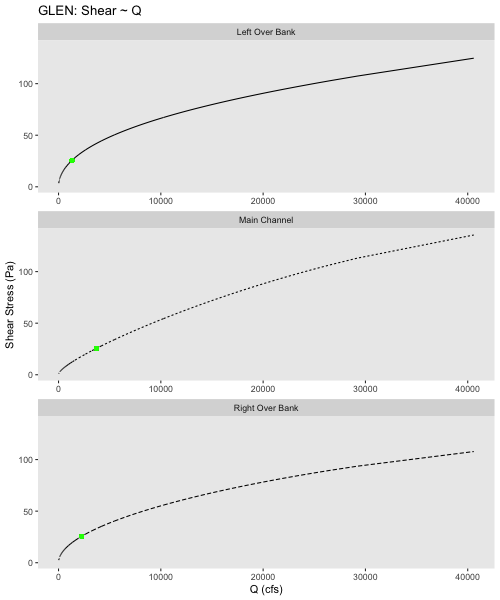 GLEN: Shear ~ Q
Left Over Bank
100
50
0
0 10000 20000 30000 40000
Main Channel
100
50
0
0 10000 20000 30000 40000
Shear Stress (Pa)
Right Over Bank
100
50
0
0 10000 20000 30000 40000
Q (cfs)